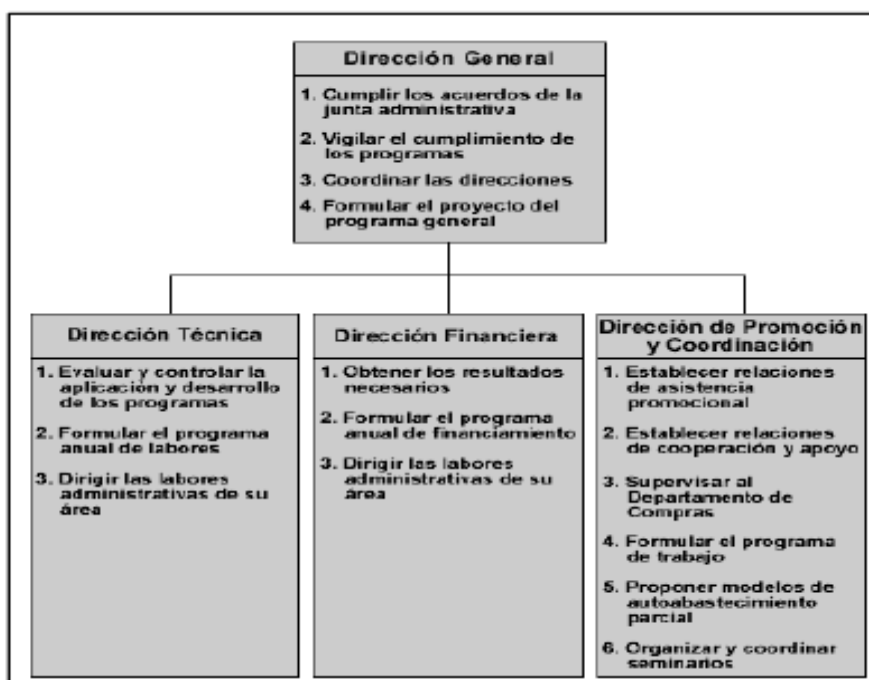 Dirección General
1. Cumplir los acuerdos de la
junta administrativa
2. Vigilar el cumplimiento de
los programas
3. Coordinar las direcciones
4. Formular el proyecto del
programa general
Dirección Técnica
1. Evaluar y controlar la
aplicación y desarrollo
de los programas
2. Formular el programa
anual de labores
3. Dirigir las labores
administrativas de su
área
Dirección Financiera
1. Obtener los resultados
necesarios
2. Formular el programa
anual de financiamiento
3. Dirigir las labores
administrativas de su
área
Dirección de Promoción
y Coordinación
1. Establecer relaciones
de asistencia
promocional
2. Establecer relaciones
de cooperación y apoyo
3. Supervisar al
Departamento de
Compras
4. Formular el programa
de trabajo
5. Proponer modelos de
autoabastecimiento
parcial
6. Organizar y coordinar
seminarios